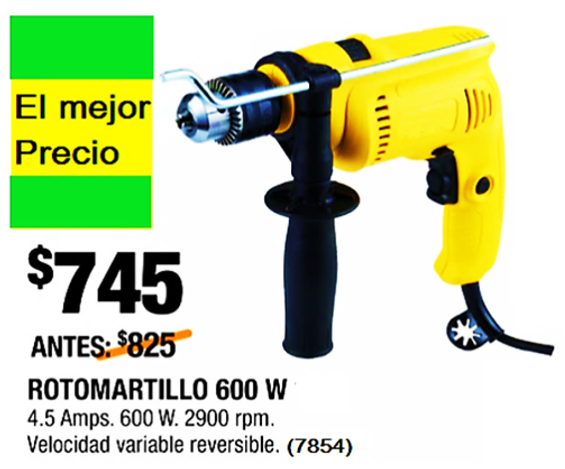 El mejor
Precio
$745
ANTES: $825
ROTOMARTILLO 600 W
4.5 Amps. 600 W. 2900 rpm.
Velocidad variable reversible. (7854)